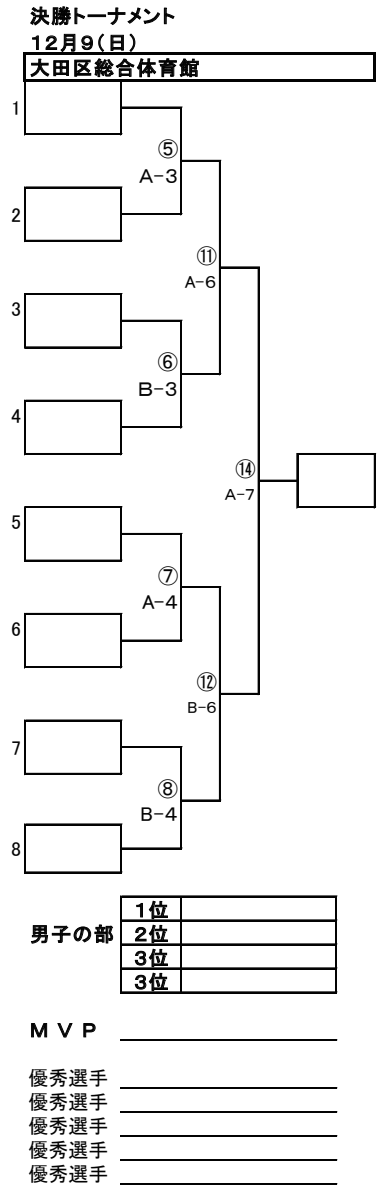 決勝トーナメント
12月9(日)
大田区総合体育館
1
⑤
A-3
2
⑪
A-6
3
⑥
B-3
4
⑭
A-7
5
⑦
A-4
6
⑫
B-6
7
⑧
B-4
8
1位
男子の部 2位
3位
3位
MVP
優秀選手
優秀選手
優秀選手
優秀選手
優秀選手